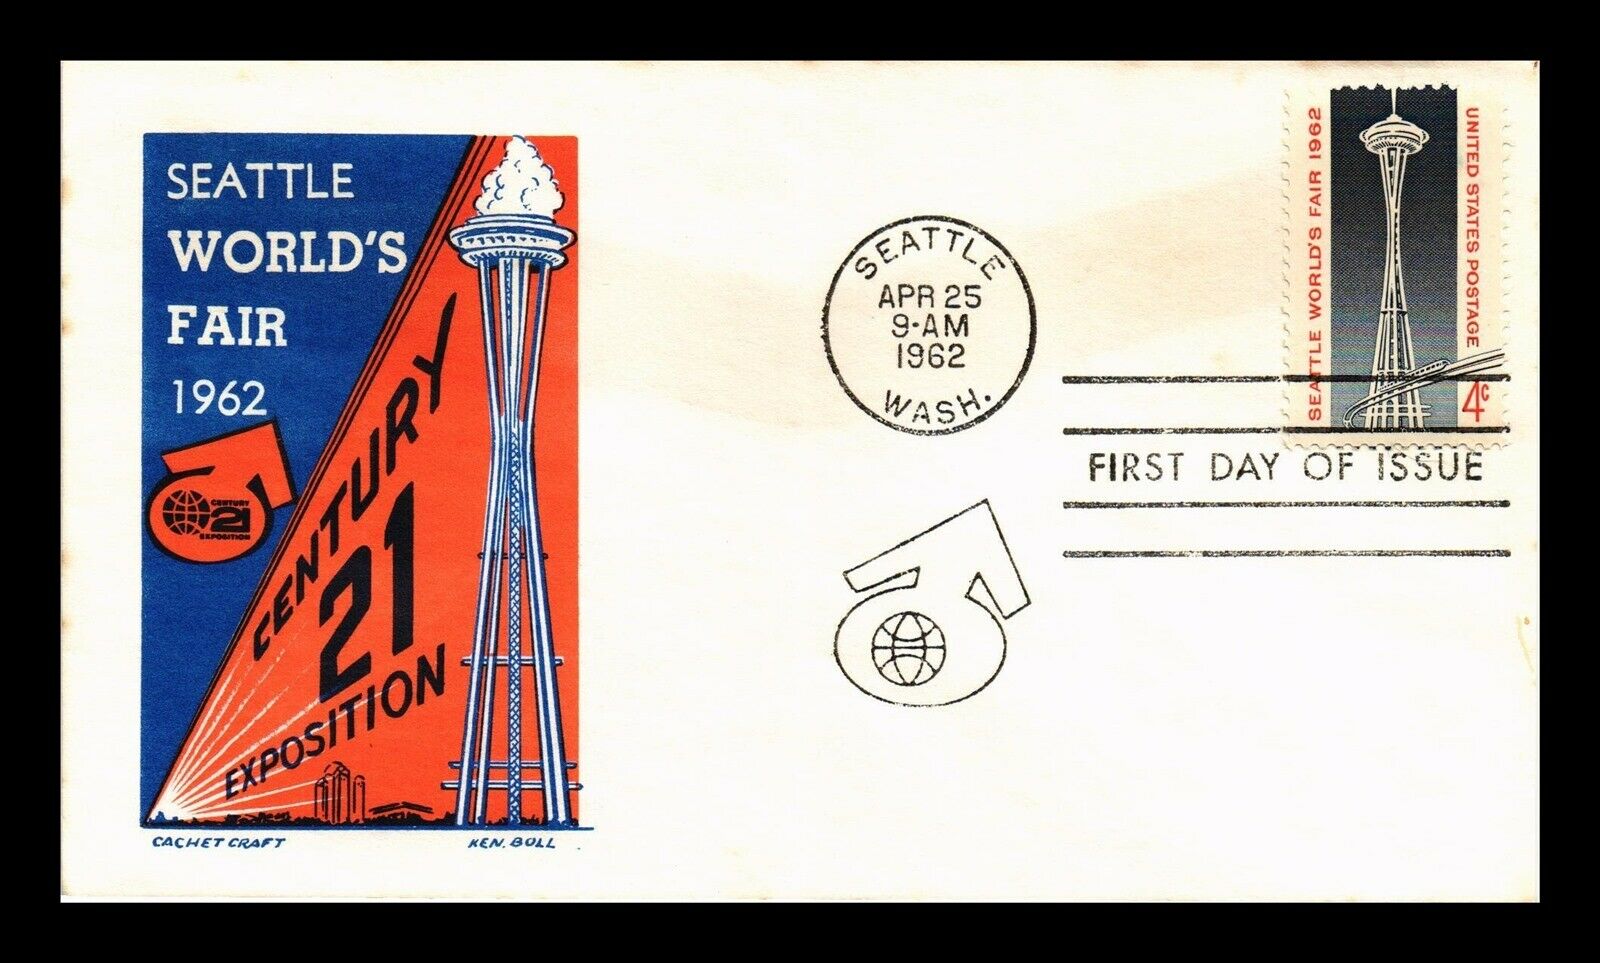 SEATTLE
WORLD'S
FAIR
1962
CENTURY
21
EXPOSITION
CENTURY
21
EXPOSITION
CACHET CRAFT
KEN. BOLL
SEATTLE
APR 25
9-AM
1962
WASH.
SEATTLE WORLD'S FAIR 1962
UNITED STATES POSTAGE
4c
FIRST DAY OF ISSUE